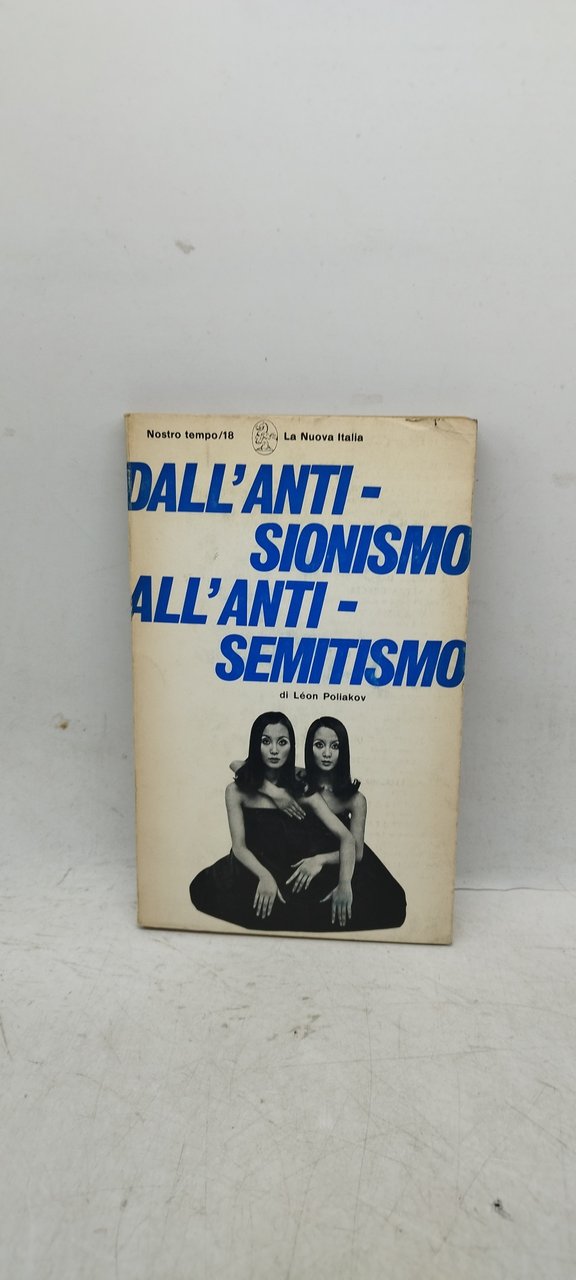 Nostro tempo/18 La Nuova Italia
DALL'ANTI-
SIONISMO
ALL'ANTI-
SEMITISMO
di Léon Poliakov